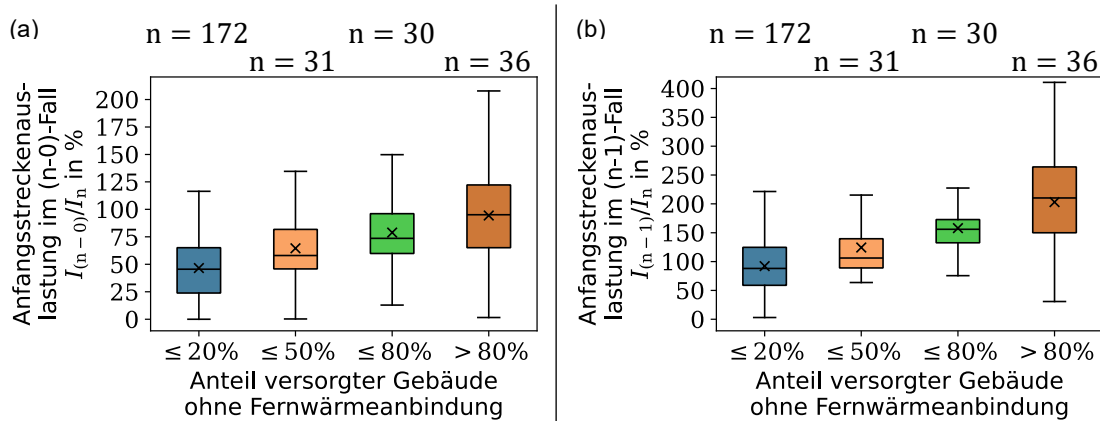 (a)
n = 172
n = 30
n = 31
n = 36
Anfangsstreckenaus-
lastung im (n-0)-Fall
I(n − 0)/In in %
200
175
150
125
100
75
50
25
0
≤ 20%
≤ 50%
≤ 80%
> 80%
Anteil versorgter Gebäude
ohne Fernwärmeanbindung
(b)
n = 172
n = 30
n = 31
n = 36
Anfangsstreckenaus-
lastung im (n-1)-Fall
I(n − 1)/In in %
400
350
300
250
200
150
100
50
0
≤ 20%
≤ 50%
≤ 80%
> 80%
Anteil versorgter Gebäude
ohne Fernwärmeanbindung